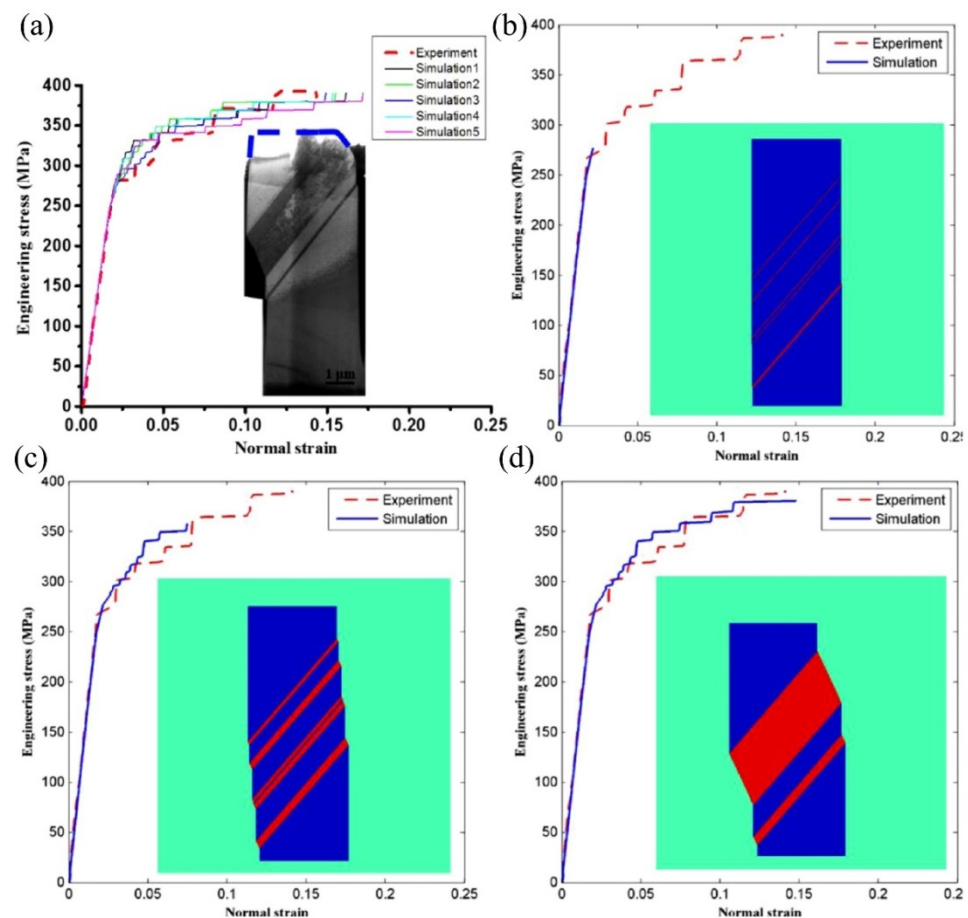 (a)
Experiment
Simulation1
Simulation2
Simulation3
Simulation4
Simulation5
400
350
300
250
200
150
100
50
0
Engineering stress (MPa)
1 μm
0.00 0.05 0.10 0.15 0.20 0.25
Normal strain
(b)
Experiment
Simulation
400
350
300
250
200
150
100
50
0
Engineering stress (MPa)
0 0.05 0.1 0.15 0.2 0.25
Normal strain
(c)
Experiment
Simulation
400
350
300
250
200
150
100
50
0
Engineering stress (MPa)
0 0.05 0.1 0.15 0.2 0.25
Normal strain
(d)
Experiment
Simulation
400
350
300
250
200
150
100
50
0
Engineering stress (MPa)
0 0.05 0.1 0.15 0.2 0.25
Normal strain